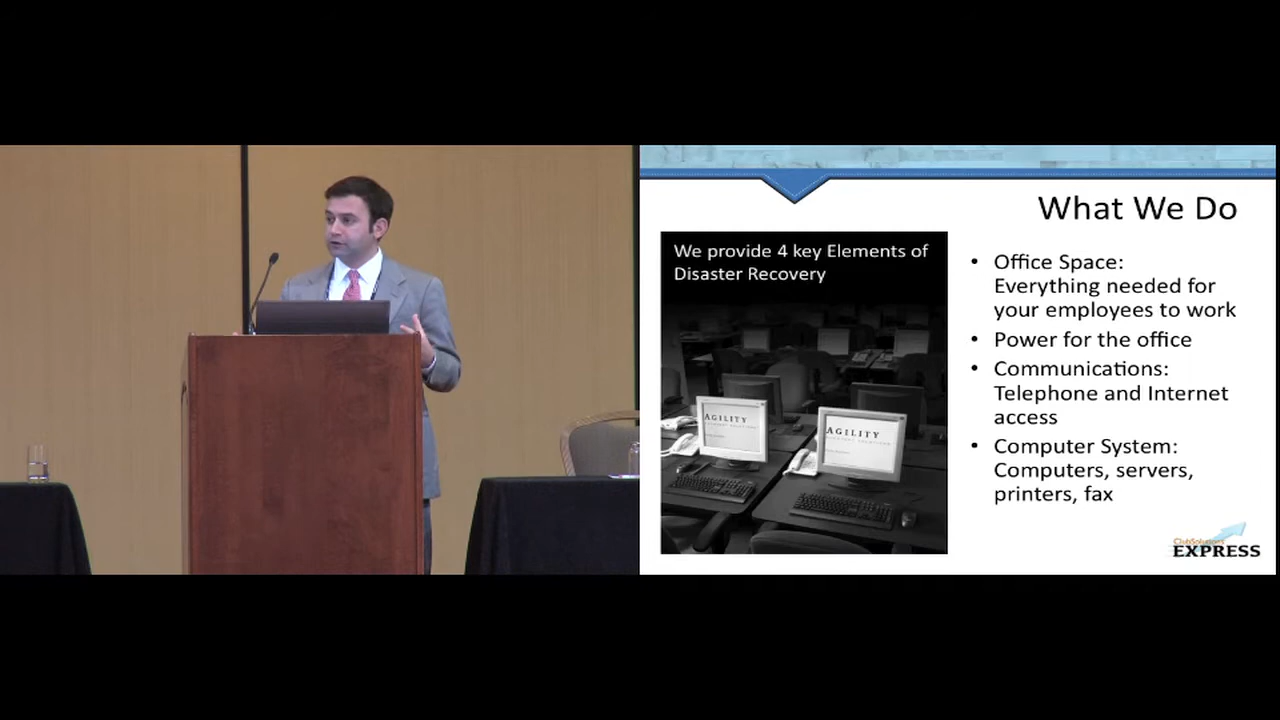 What We Do
We provide 4 key Elements of
Disaster Recovery
AGILITY
AGILITY
• Office Space:
Everything needed for
your employees to work
• Power for the office
• Communications:
Telephone and Internet
access
• Computer System:
Computers, servers,
printers, fax
ClubSolutions
EXPRESS